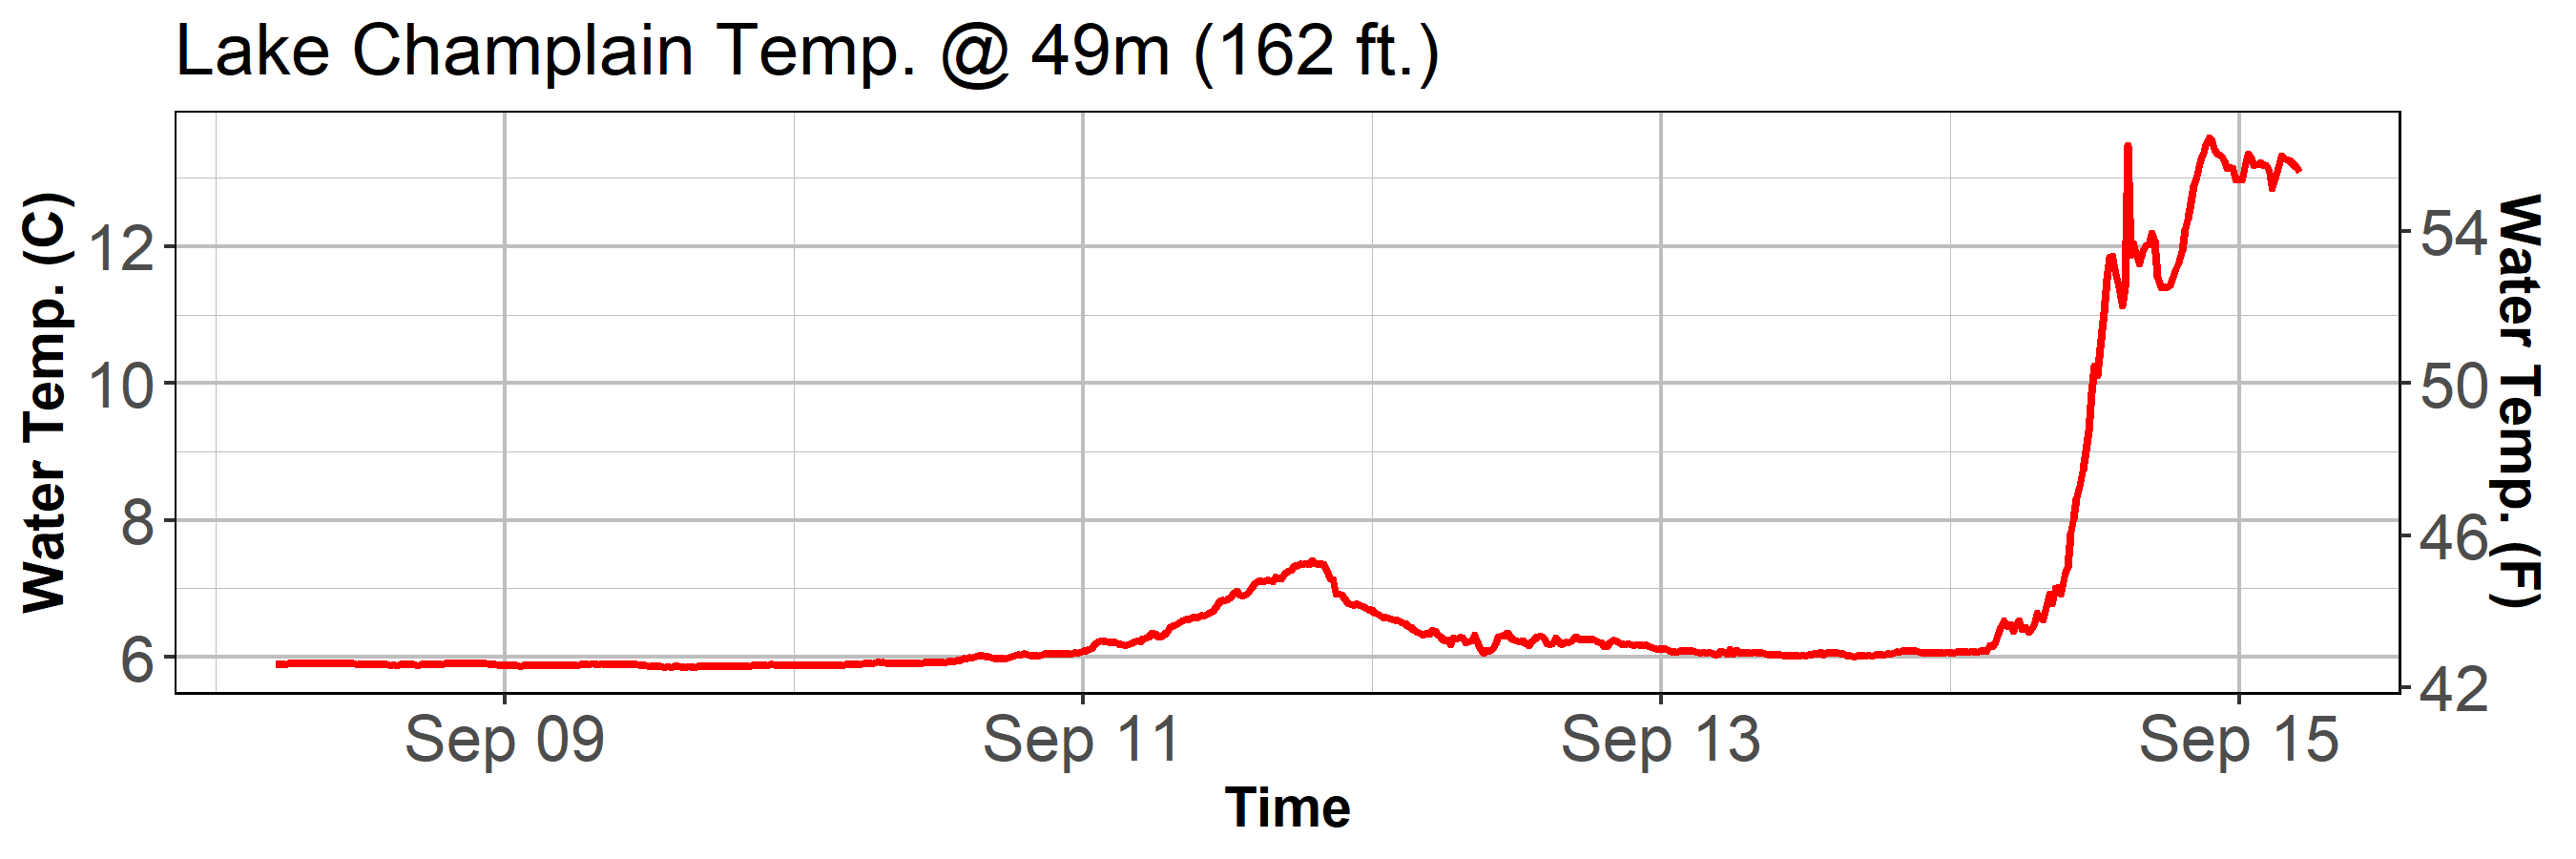 Lake Champlain Temp. @ 49m (162 ft.)
Water Temp. (C)
12
10
8
6
54
50
46
42
Water Temp. (F)
Sep 09
Sep 11
Sep 13
Sep 15
Time